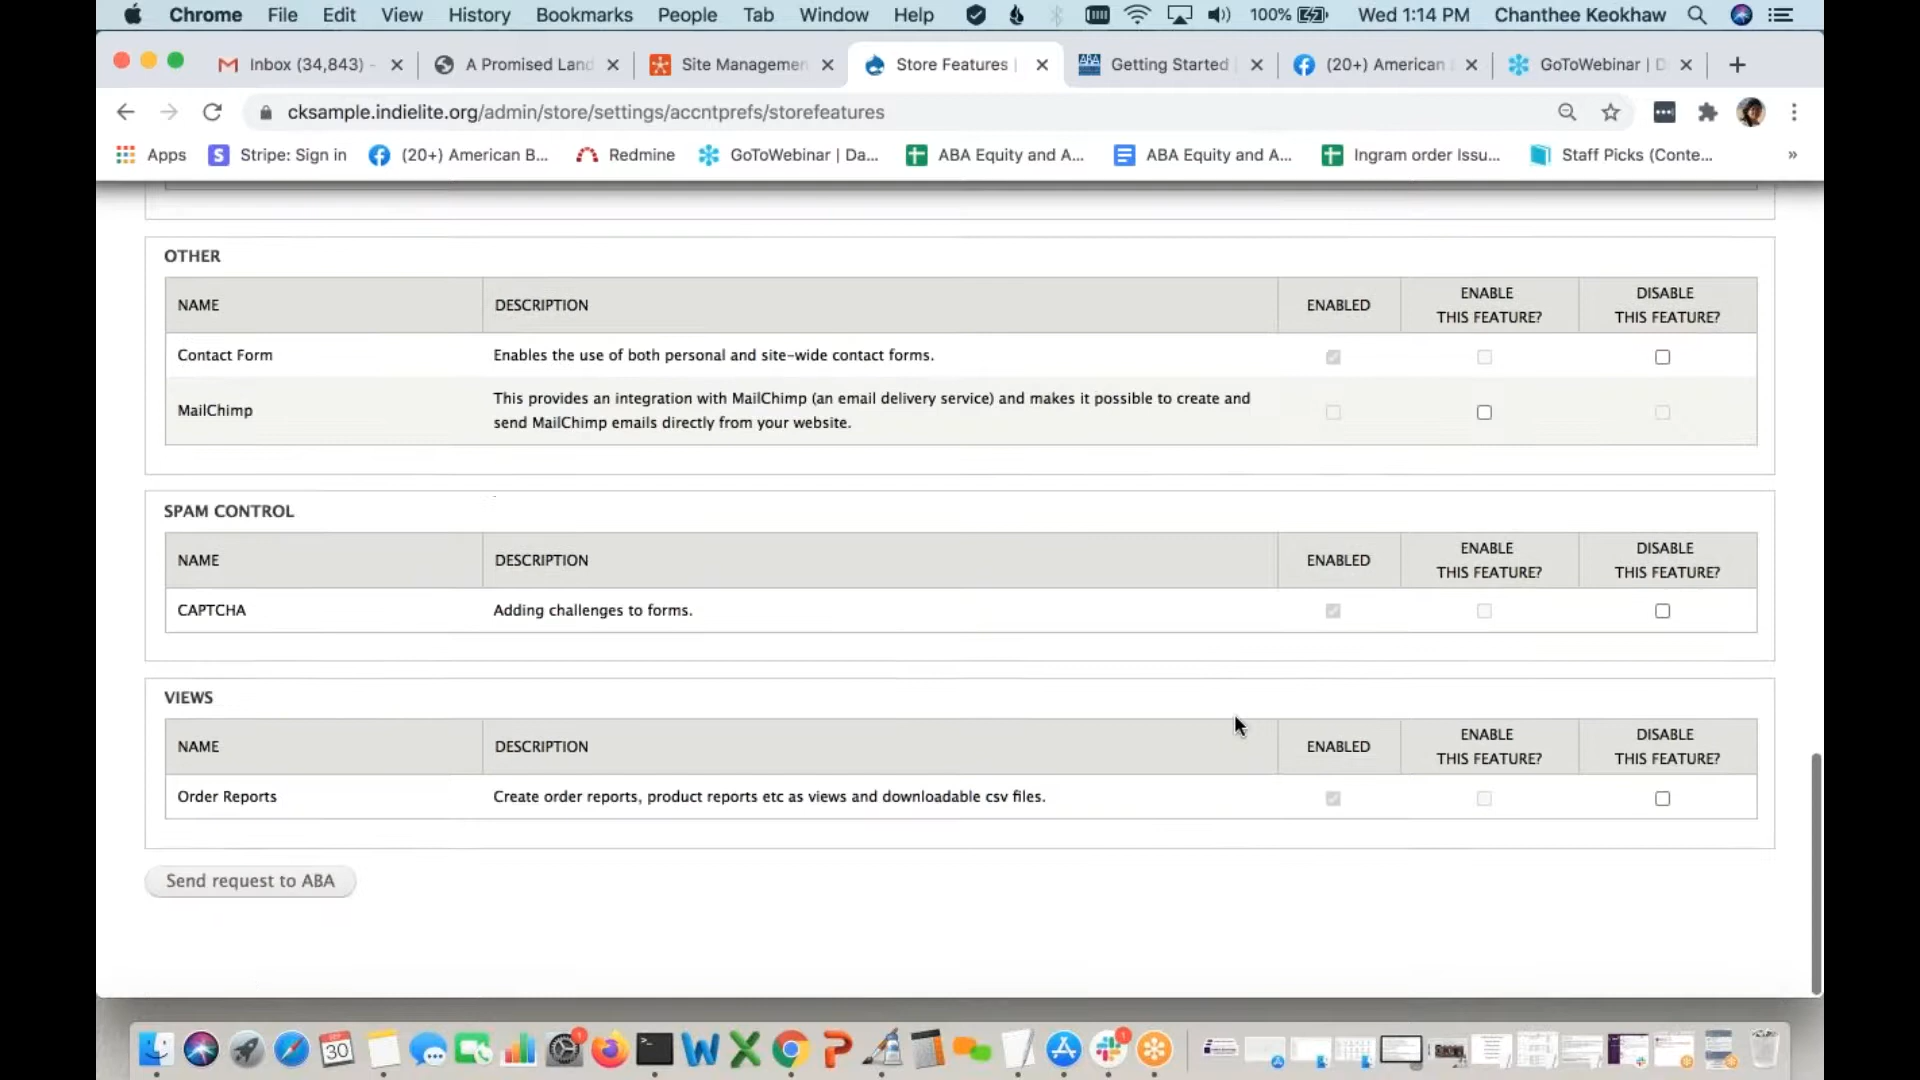 Chrome File Edit View History Bookmarks People Tab Window Help 100% Wed 1:14 PM Chanthee Keokhaw
Inbox (34,843) - A Promised Land Site Managemen Store Features | Getting Started (20+) American GoToWebinar | D
cksample.indielite.org/admin/store/settings/accntprefs/storefeatures
Apps Stripe: Sign in (20+) American B... Redmine GoToWebinar | Da... ABA Equity and A... ABA Equity and A... Ingram order Issu... Staff Picks (Conte... »
OTHER
NAME DESCRIPTION ENABLED ENABLE THIS FEATURE? DISABLE THIS FEATURE?
Contact Form Enables the use of both personal and site-wide contact forms.
MailChimp This provides an integration with MailChimp (an email delivery service) and makes it possible to create and
send MailChimp emails directly from your website.
SPAM CONTROL
NAME DESCRIPTION ENABLED ENABLE THIS FEATURE? DISABLE THIS FEATURE?
CAPTCHA Adding challenges to forms.
VIEWS
NAME DESCRIPTION ENABLED ENABLE THIS FEATURE? DISABLE THIS FEATURE?
Order Reports Create order reports, product reports etc as views and downloadable csv files.
Send request to ABA
30